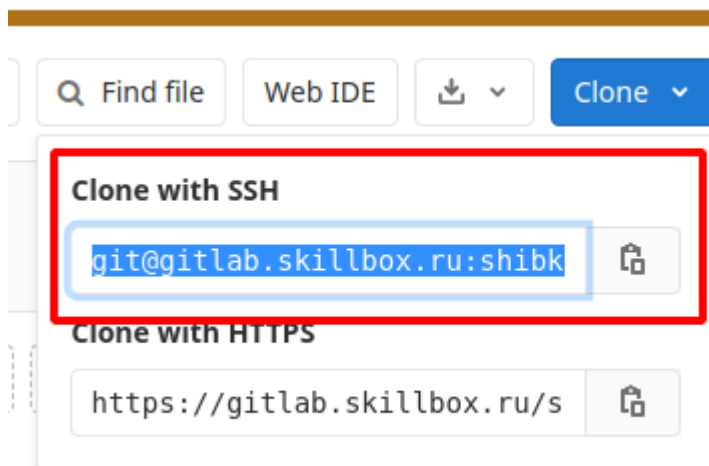 Find file Web IDE Clone
Clone with SSH
git@gitlab.skillbox.ru:shibk
Clone with HTTPS
https://gitlab.skillbox.ru/s